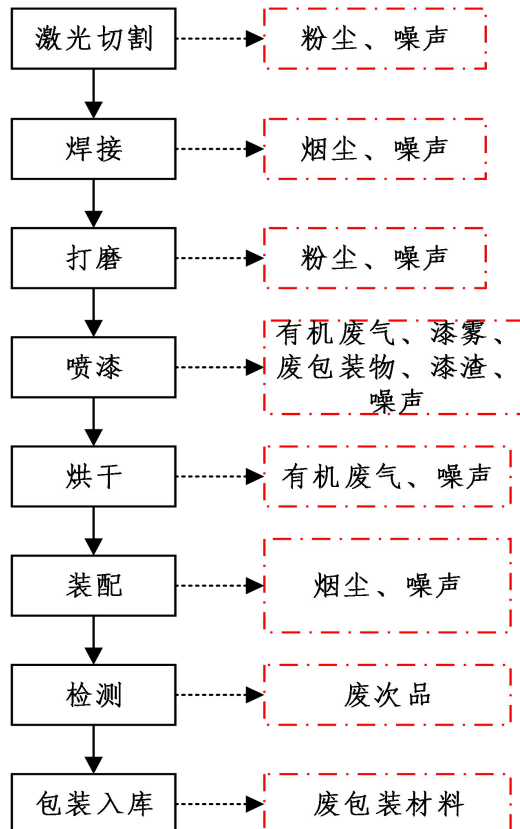 激光切割
粉尘、噪声
焊接
烟尘、噪声
打磨
粉尘、噪声
喷漆
有机废气、漆雾、
废包装物、漆渣、
噪声
烘干
有机废气、噪声
装配
烟尘、噪声
检测
废次品
包装入库
废包装材料